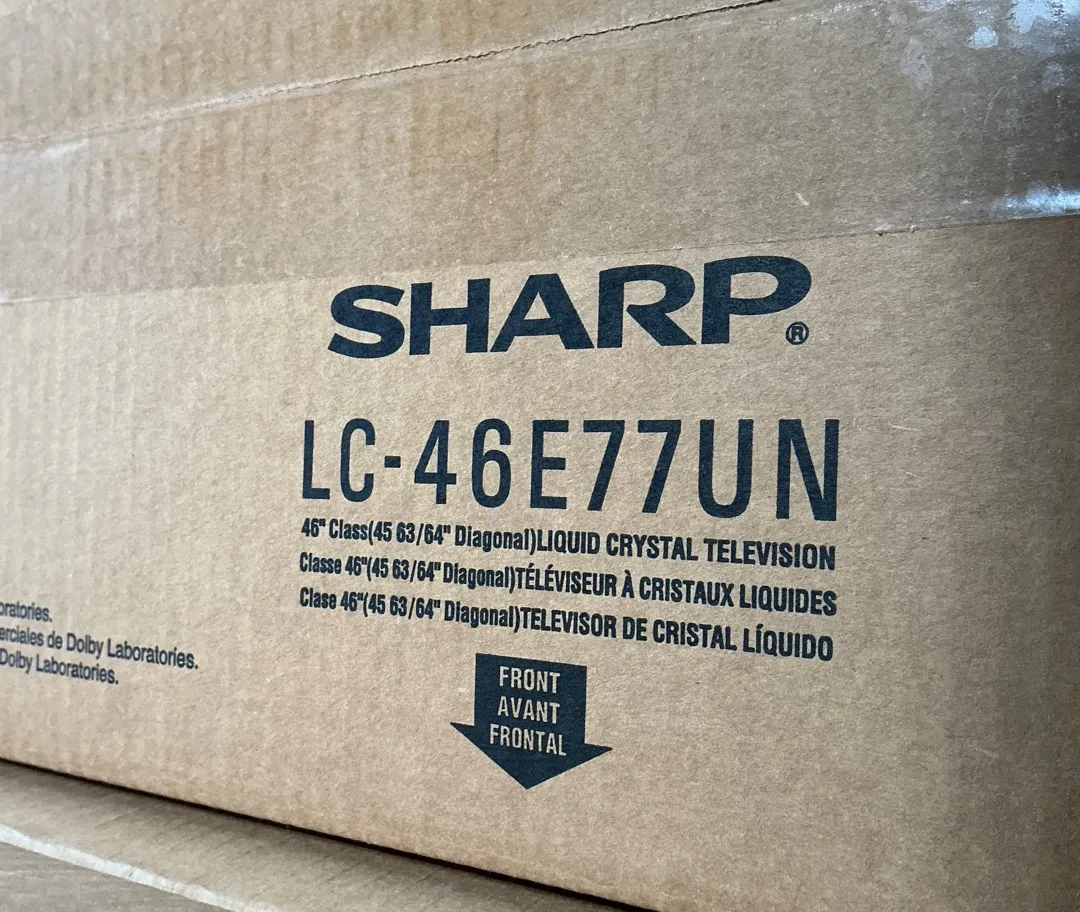 SHARP®
LC-46E77UN
46" Class(45 63/64" Diagonal)LIQUID CRYSTAL TELEVISION
Classe 46"(45 63/64" Diagonal)TÉLÉVISEUR À CRISTAUX LIQUIDES
Clase 46"(45 63/64" Diagonal)TELEVISOR DE CRISTAL LÍQUIDO
oratories.
erciales de Dolby Laboratories.
Dolby Laboratories.
FRONT
AVANT
FRONTAL